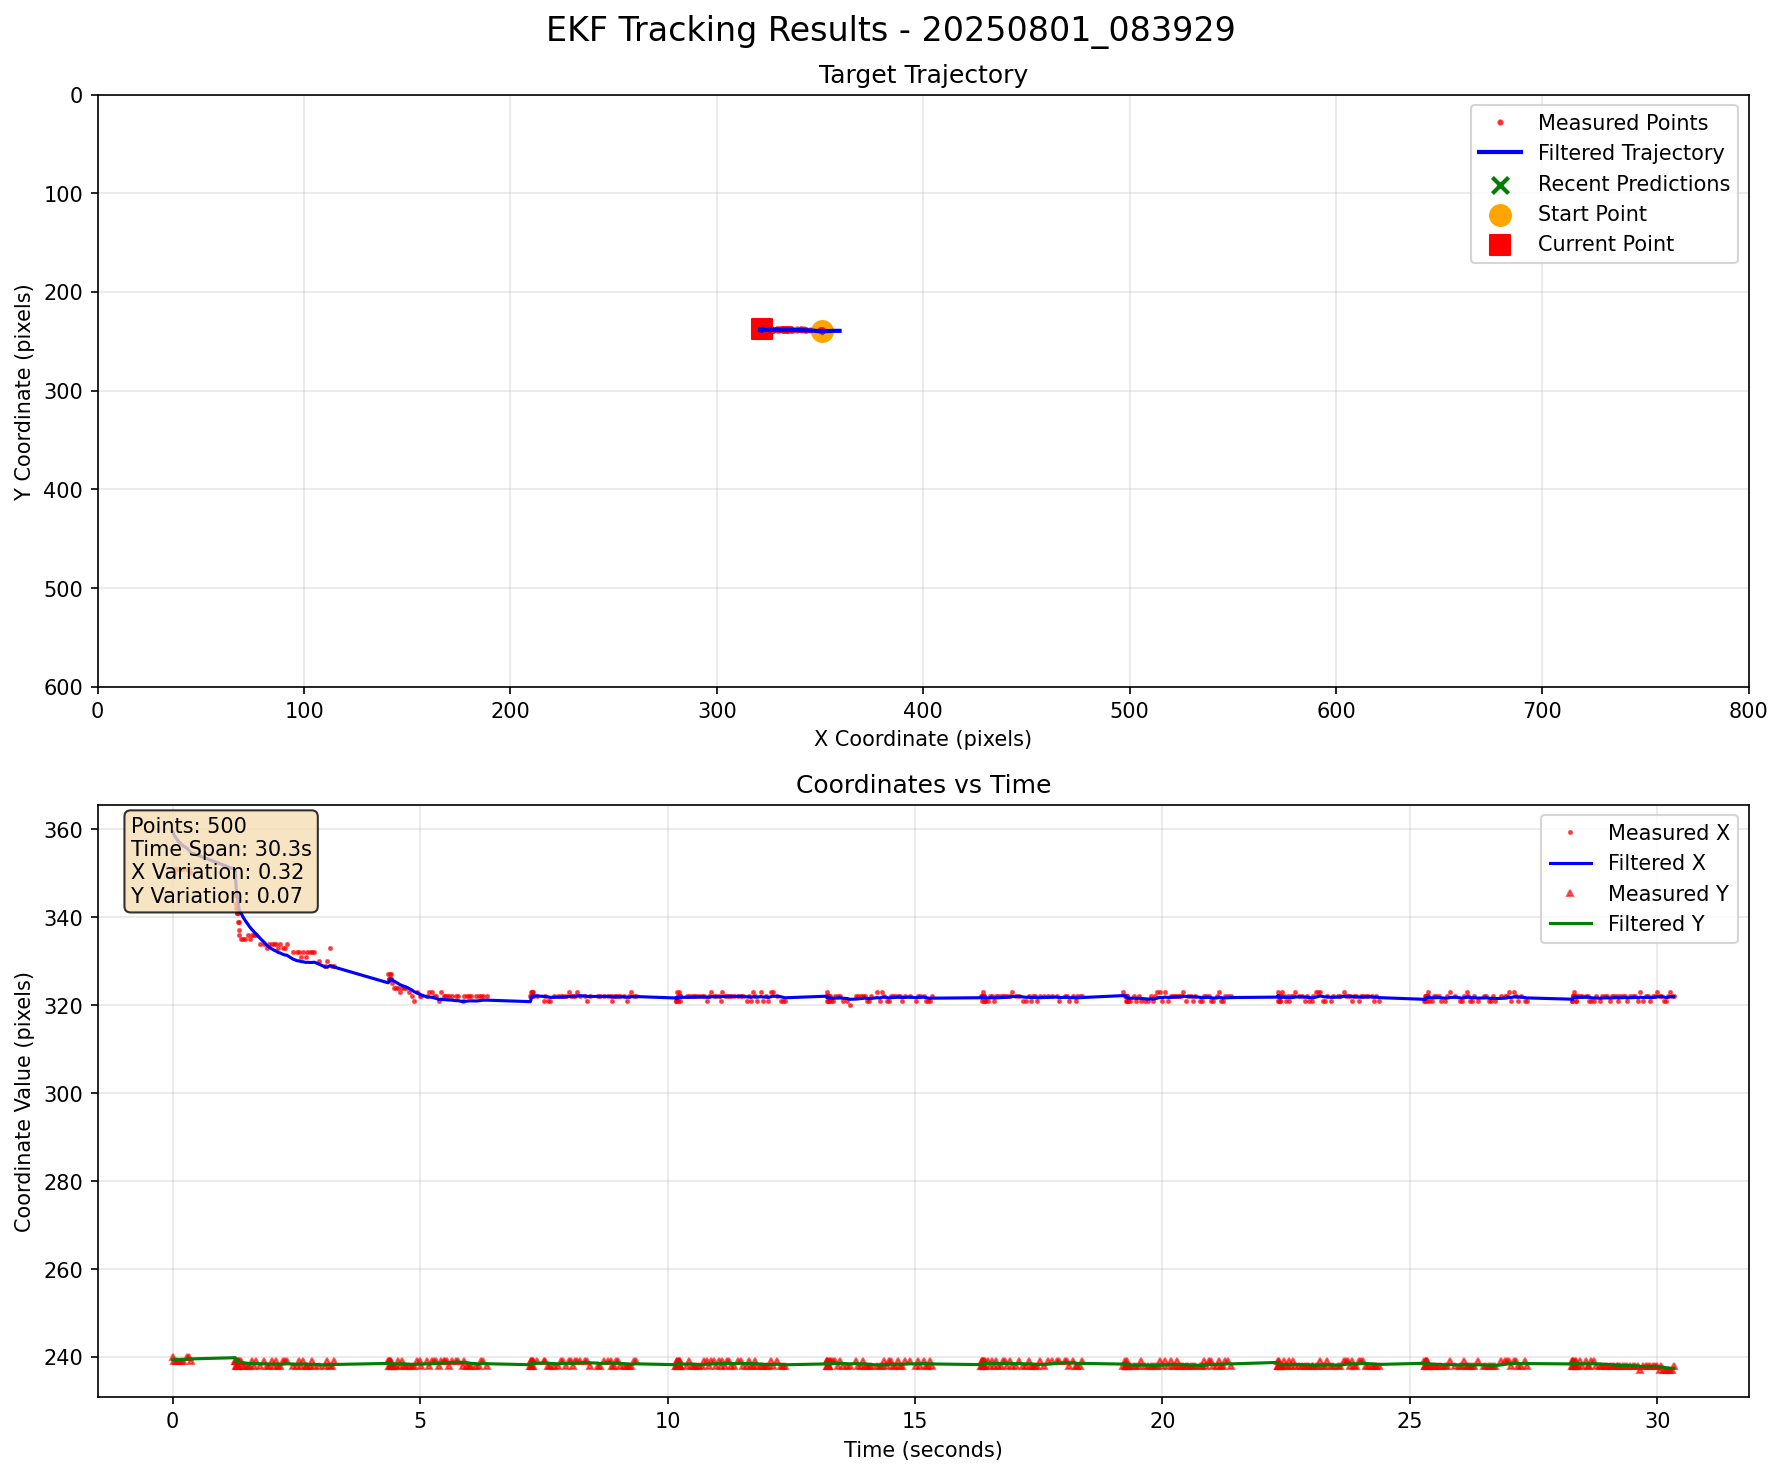 EKF Tracking Results - 20250801_083929
Target Trajectory
0
100
200
300
400
500
600
Y Coordinate (pixels)
Measured Points
Filtered Trajectory
Recent Predictions
Start Point
Current Point
0 100 200 300 400 500 600 700 800
X Coordinate (pixels)
Coordinates vs Time
360
340
320
300
280
260
240
Coordinate Value (pixels)
Points: 500
Time Span: 30.3s
X Variation: 0.32
Y Variation: 0.07
Measured X
Filtered X
Measured Y
Filtered Y
0 5 10 15 20 25 30
Time (seconds)